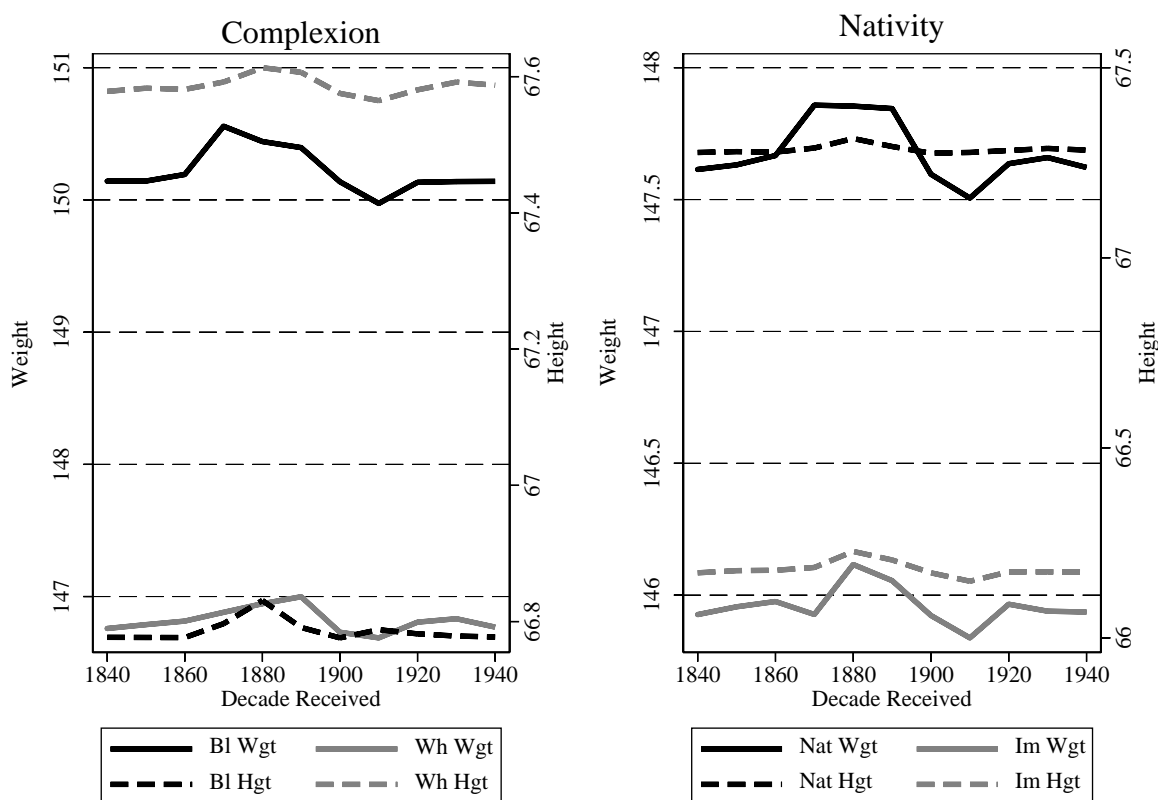 Complexion
151
150
149
148
147
Weight
67.6
67.4
67.2
67
66.8
Height
1840 1860 1880 1900 1920 1940
Decade Received
Bl Wgt Wh Wgt
Bl Hgt Wh Hgt
Nativity
148
147.5
147
146.5
146
Weight
67.5
67
66.5
66
Height
1840 1860 1880 1900 1920 1940
Decade Received
Nat Wgt Im Wgt
Nat Hgt Im Hgt